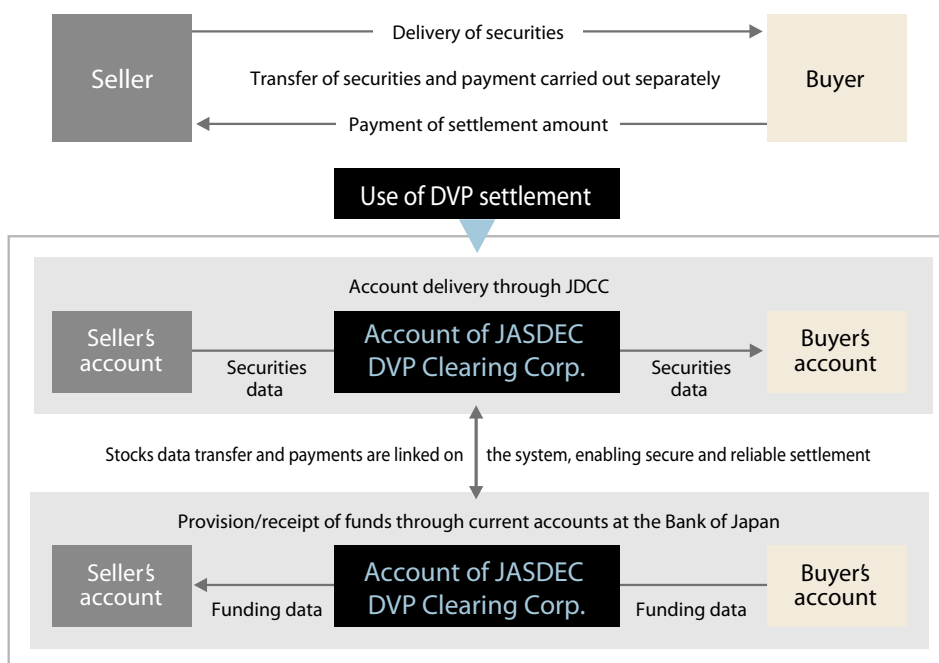 Delivery of securities
Seller
Transfer of securities and payment carried out separately
Buyer
Payment of settlement amount
Use of DVP settlement
Account delivery through JDCC
Seller's
account
Securities
data
Account of JASDEC
DVP Clearing Corp.
Securities
data
Buyer's
account
Stocks data transfer and payments are linked on the system, enabling secure and reliable settlement
Provision/receipt of funds through current accounts at the Bank of Japan
Seller's
account
Funding data
Account of JASDEC
DVP Clearing Corp.
Funding data
Buyer's
account